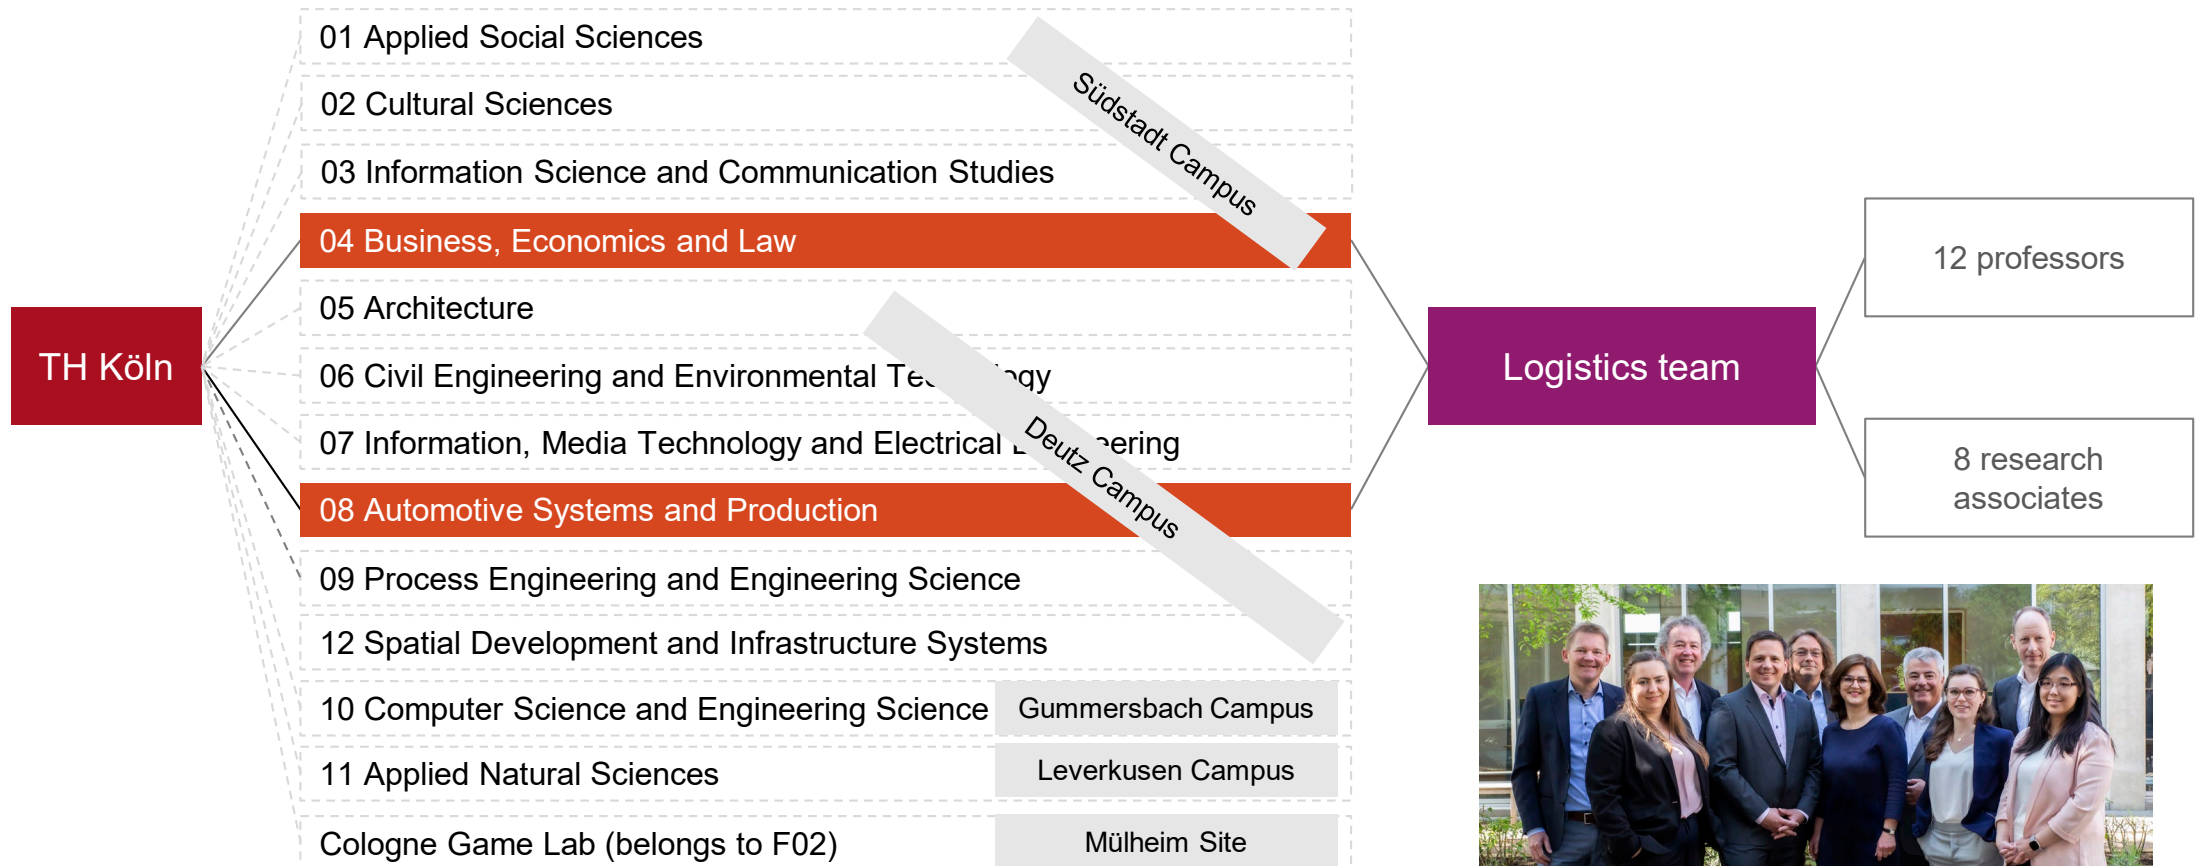 TH Köln
01 Applied Social Sciences
02 Cultural Sciences
03 Information Science and Communication Studies
04 Business, Economics and Law
Südstadt Campus
05 Architecture
06 Civil Engineering and Environmental
07 Information, Media Technology and Electrical
08 Automotive Systems and Production
09 Process Engineering and Engineering Science
12 Spatial Development and Infrastructure Systems
Deutz Campus
10 Computer Science and Engineering Science
Gummersbach Campus
11 Applied Natural Sciences
Leverkusen Campus
Cologne Game Lab (belongs to F02)
Mülheim Site
Logistics team
12 professors
8 research
associates